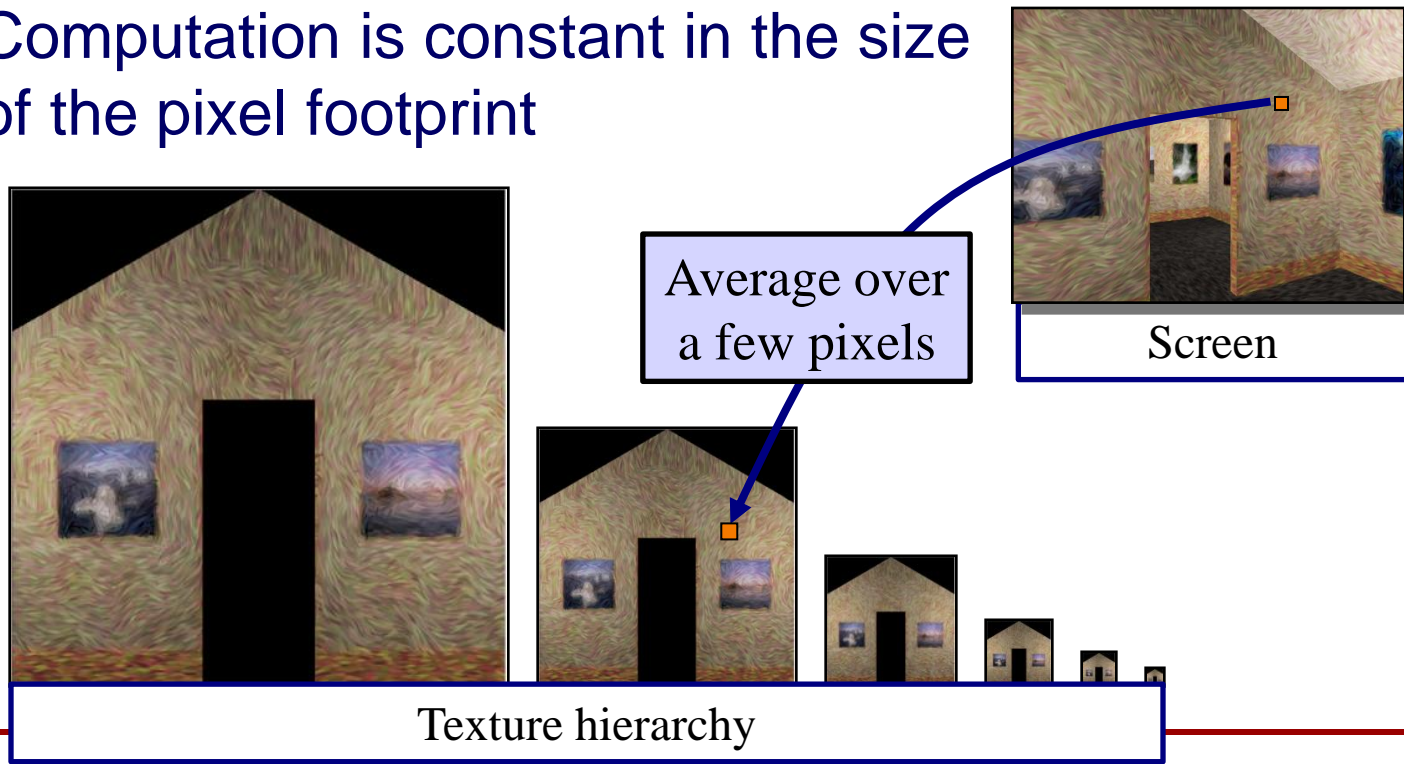 Computation is constant in the size
of the pixel footprint
Average over
a few pixels
Screen
Texture hierarchy